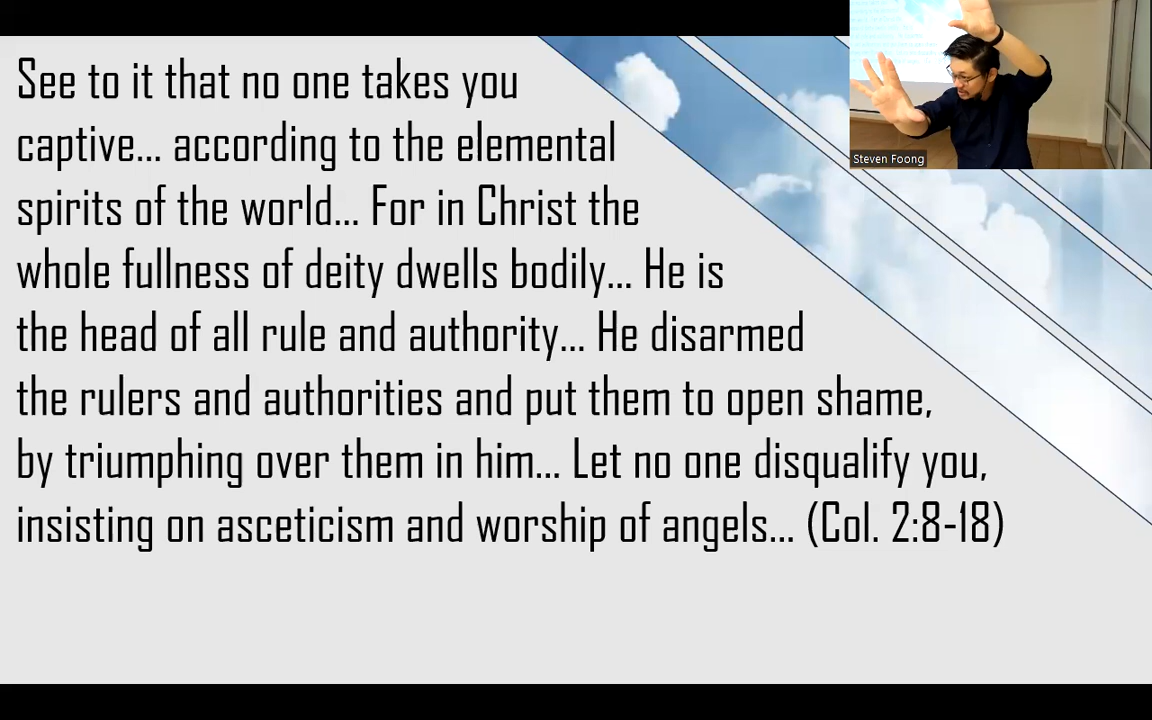 See to it that no one takes you
captive... according to the elemental
spirits of the world... For in Christ the
whole fullness of deity dwells bodily... He is
the head of all rule and authority... He disarmed
the rulers and authorities and put them to open shame,
by triumphing over them in him... Let no one disqualify you,
insisting on asceticism and worship of angels... (Col. 2:8-18)
Steven Foong